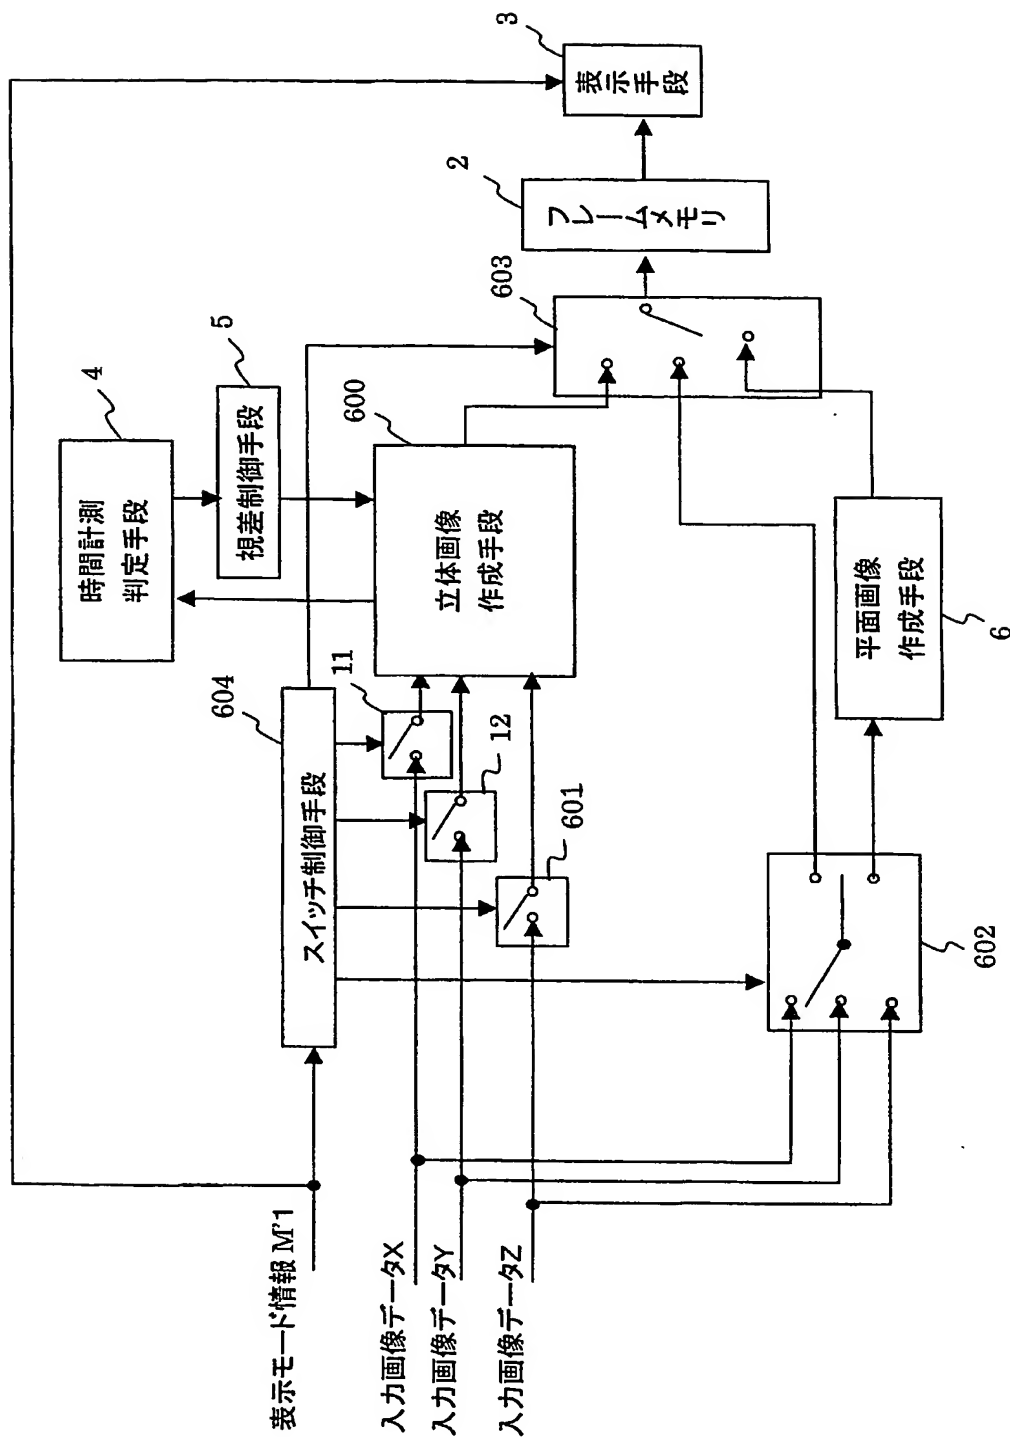 表示モード情報 M'1
入力画像データX
入力画像データY
入力画像データZ
604
スイッチ制御手段
11
12
601
602
4
時間計測
判定手段
5
視差制御手段
600
立体画像
作成手段
平面画像
作成手段
6
603
2
フレームメモリ
3
表示手段